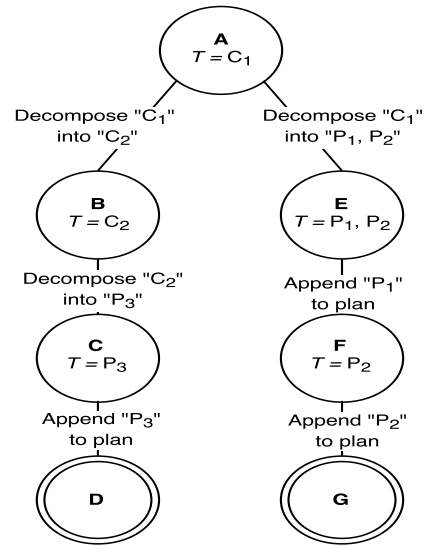 A
T = C₁
Decompose "C₁"
into "C₂"
Decompose "C₁"
into "P₁, P₂"
B
T = C₂
E
T = P₁, P₂
Decompose "C₂"
into "P₃"
Append "P₁"
to plan
C
T = P₃
F
T = P₂
Append "P₃"
to plan
Append "P₂"
to plan
D
G